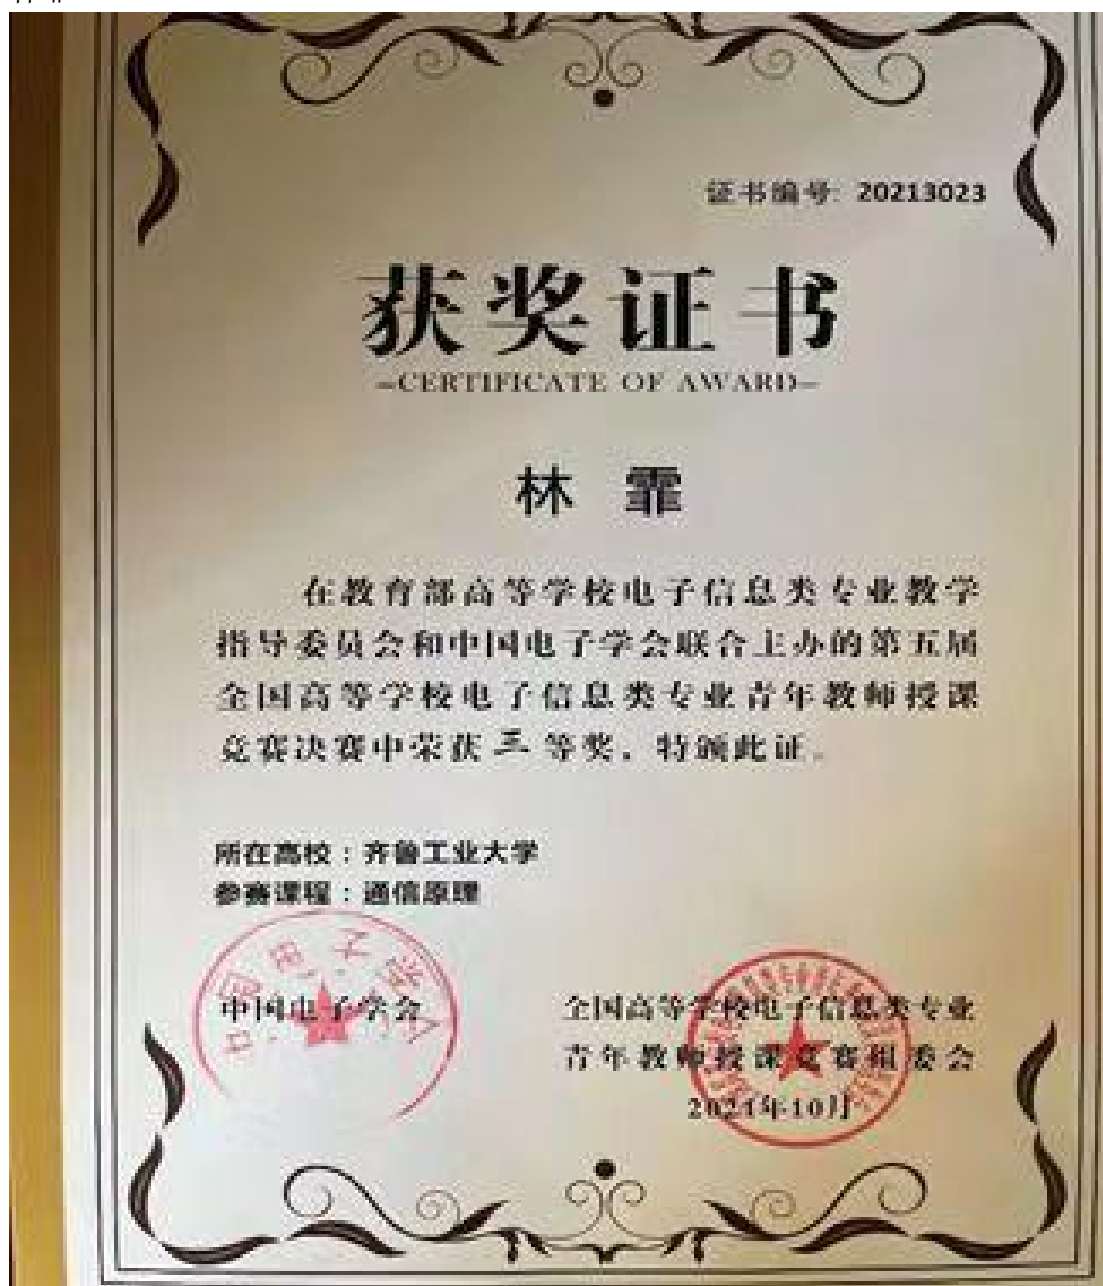 证书编号: 20213023
获奖证书
-CERTIFICATE OF AWARD-
林 霏
在教育部高等学校电子信息类专业教学
指导委员会和中国电子学会联合主办的第五届
全国高等学校电子信息类专业青年教师授课
竞赛决赛中荣获三等奖，特颁此证。
所在高校：齐鲁工业大学
参赛课程：通信原理
中国电子学会
全国高等学校电子信息类专业
青年教师授课竞赛组委会
2021年10月